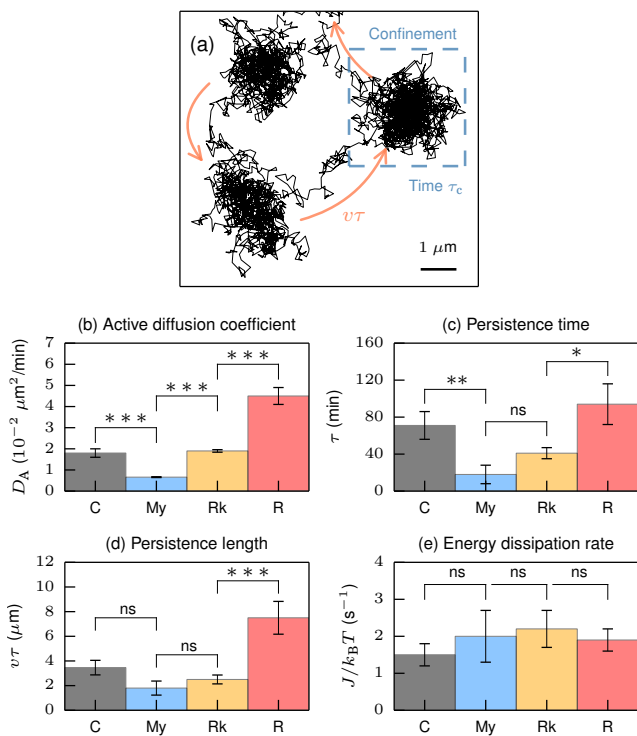 (a)
Confinement
Time τc
vτ
1 μm
(b) Active diffusion coefficient
DA (10−2 μm2/min)
7
6
5
4
3
2
1
0
∗ ∗ ∗
∗ ∗ ∗
∗ ∗ ∗
C My Rk R
(c) Persistence time
τ (min)
160
120
80
40
0
∗∗
ns
∗
C My Rk R
(d) Persistence length
vτ (μm)
12
10
8
6
4
2
0
ns
ns
∗ ∗ ∗
C My Rk R
(e) Energy dissipation rate
J/kBT (s−1)
4
3
2
1
0
ns ns ns
C My Rk R